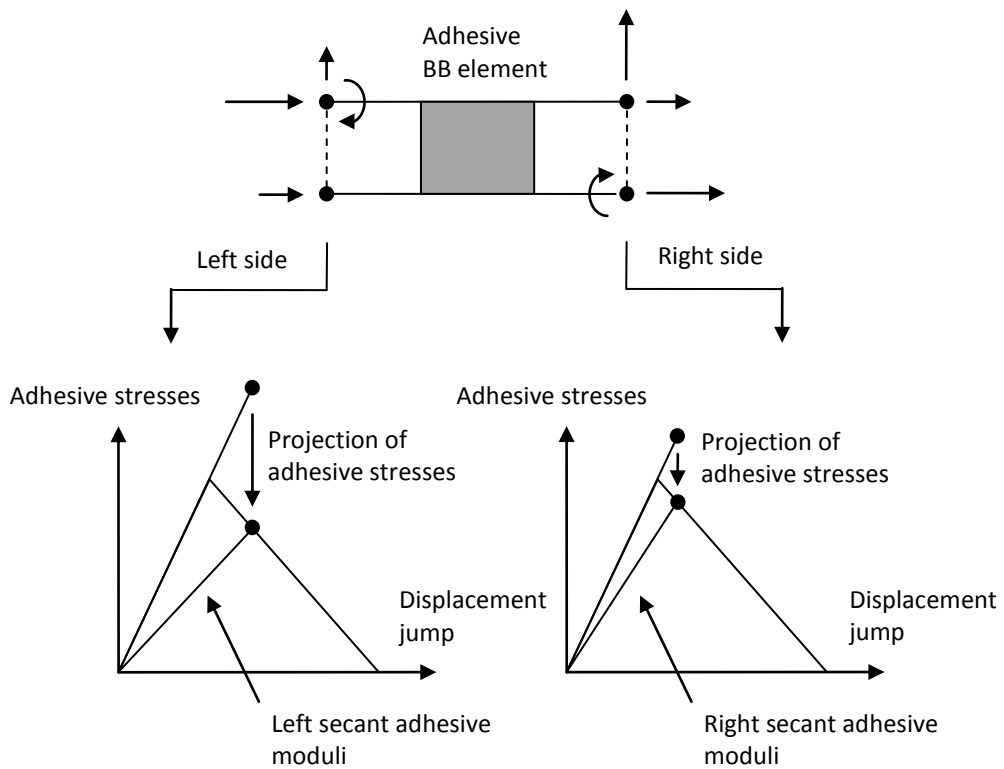 Adhesive
BB element
Left side
Right side
Adhesive stresses
Projection of
adhesive stresses
Displacement
jump
Left secant adhesive
moduli
Adhesive stresses
Projection of
adhesive stresses
Displacement
jump
Right secant adhesive
moduli